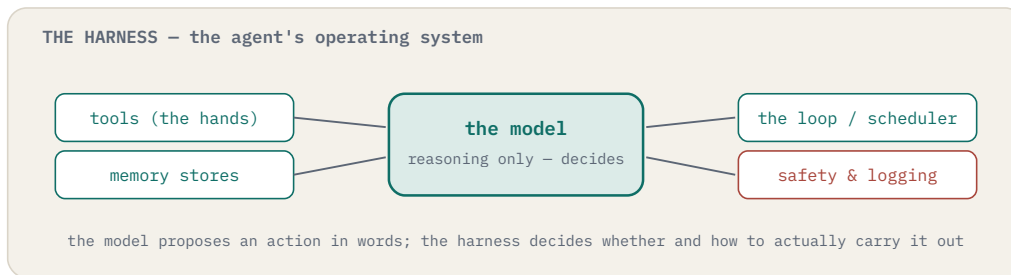 THE HARNESS — the agent's operating system
tools (the hands)
memory stores
the model
reasoning only — decides
the loop / scheduler
safety & logging
the model proposes an action in words; the harness decides whether and how to actually carry it out